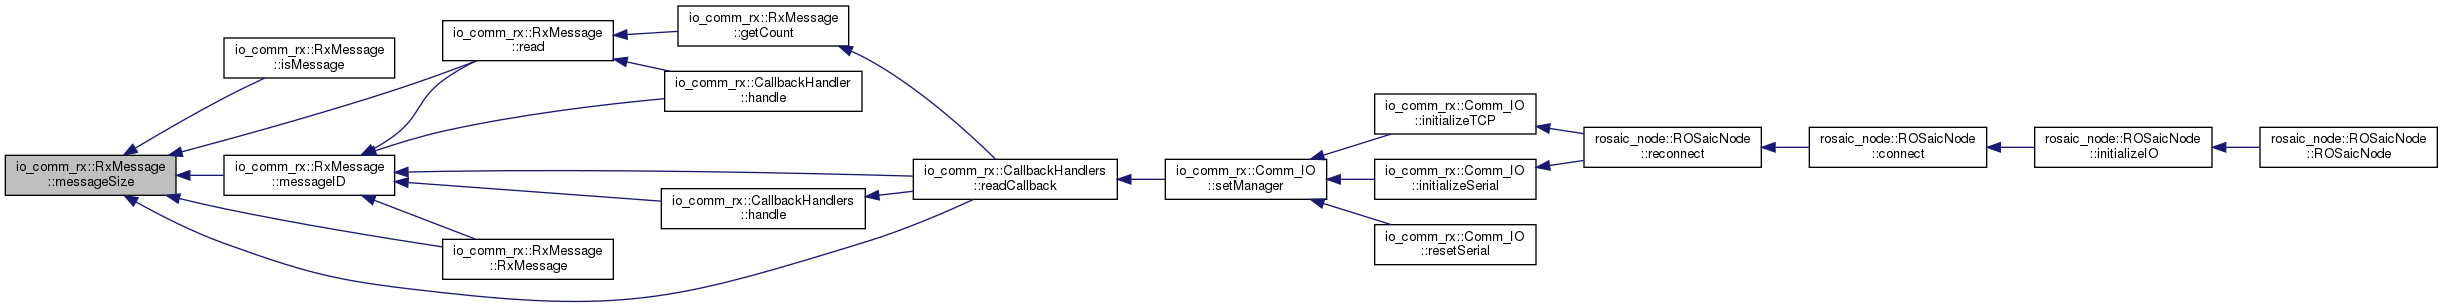 io_comm_rx::RxMessage
::messageSize
io_comm_rx::RxMessage
::isMessage
io_comm_rx::RxMessage
::messageID
io_comm_rx::RxMessage
::read
io_comm_rx::RxMessage
::RxMessage
io_comm_rx::RxMessage
::getCount
io_comm_rx::CallbackHandler
::handle
io_comm_rx::CallbackHandlers
::handle
io_comm_rx::CallbackHandlers
::readCallback
io_comm_rx::Comm_IO
::setManager
io_comm_rx::Comm_IO
::initializeTCP
io_comm_rx::Comm_IO
::initializeSerial
io_comm_rx::Comm_IO
::resetSerial
rosaic_node::ROSaicNode
::reconnect
rosaic_node::ROSaicNode
::connect
rosaic_node::ROSaicNode
::initializeIO
rosaic_node::ROSaicNode
::ROSaicNode